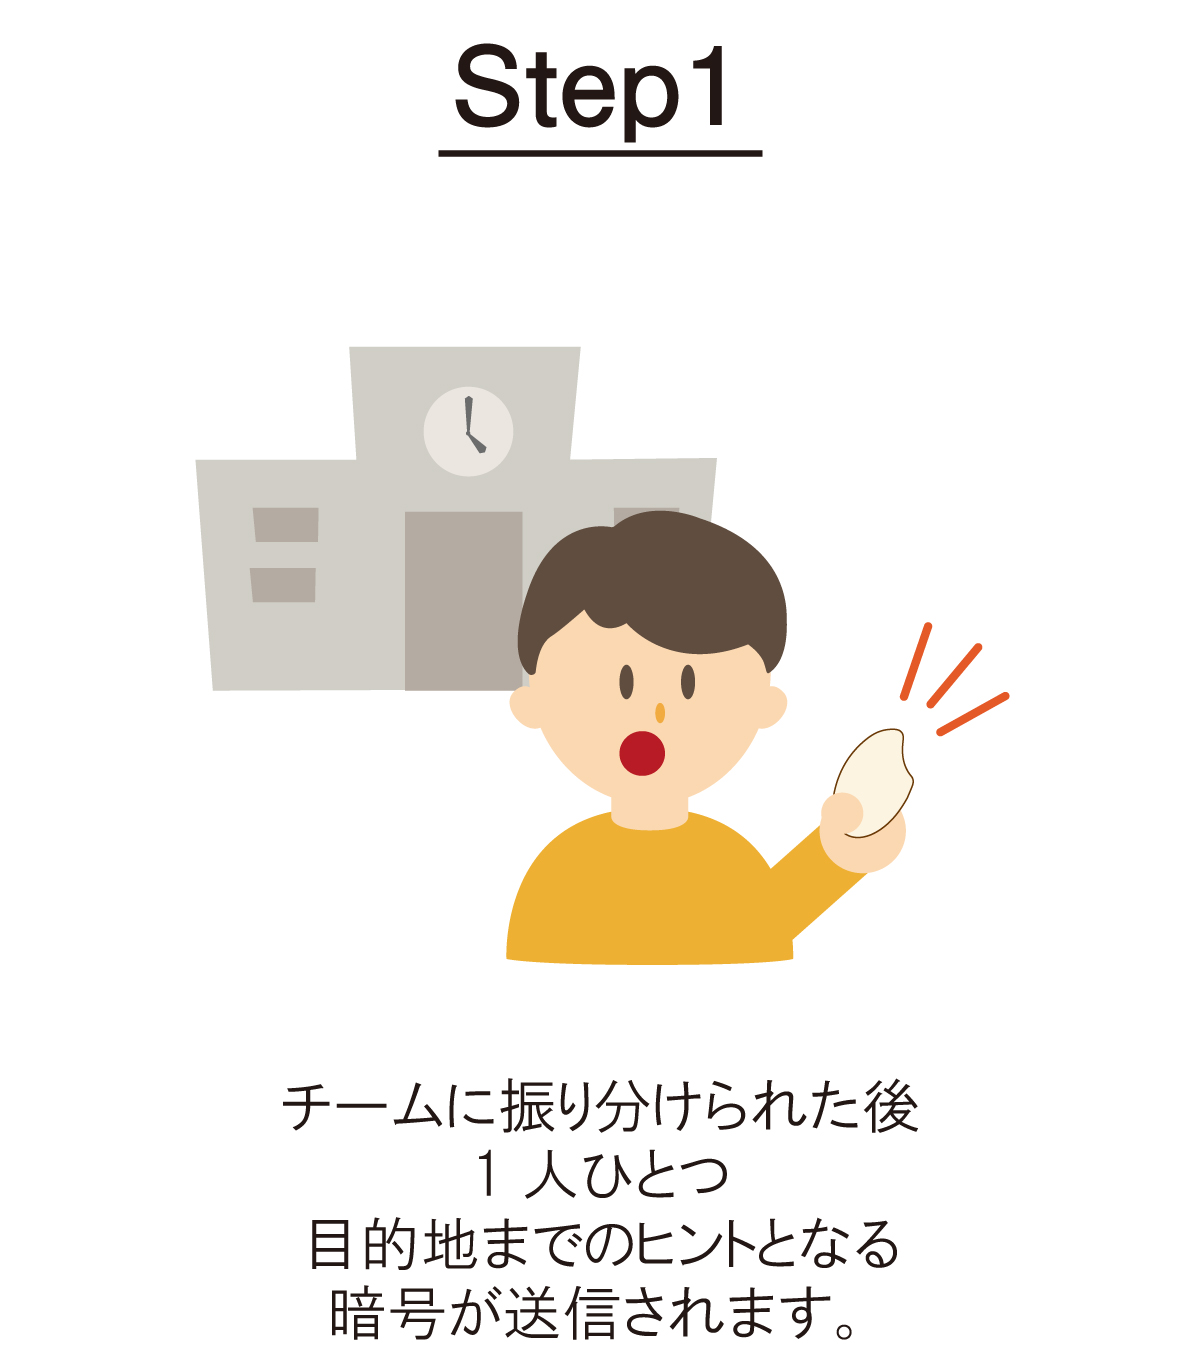 Step1
チームに振り分けられた後
1 人ひとつ
目的地までのヒントとなる
暗号が送信されます。